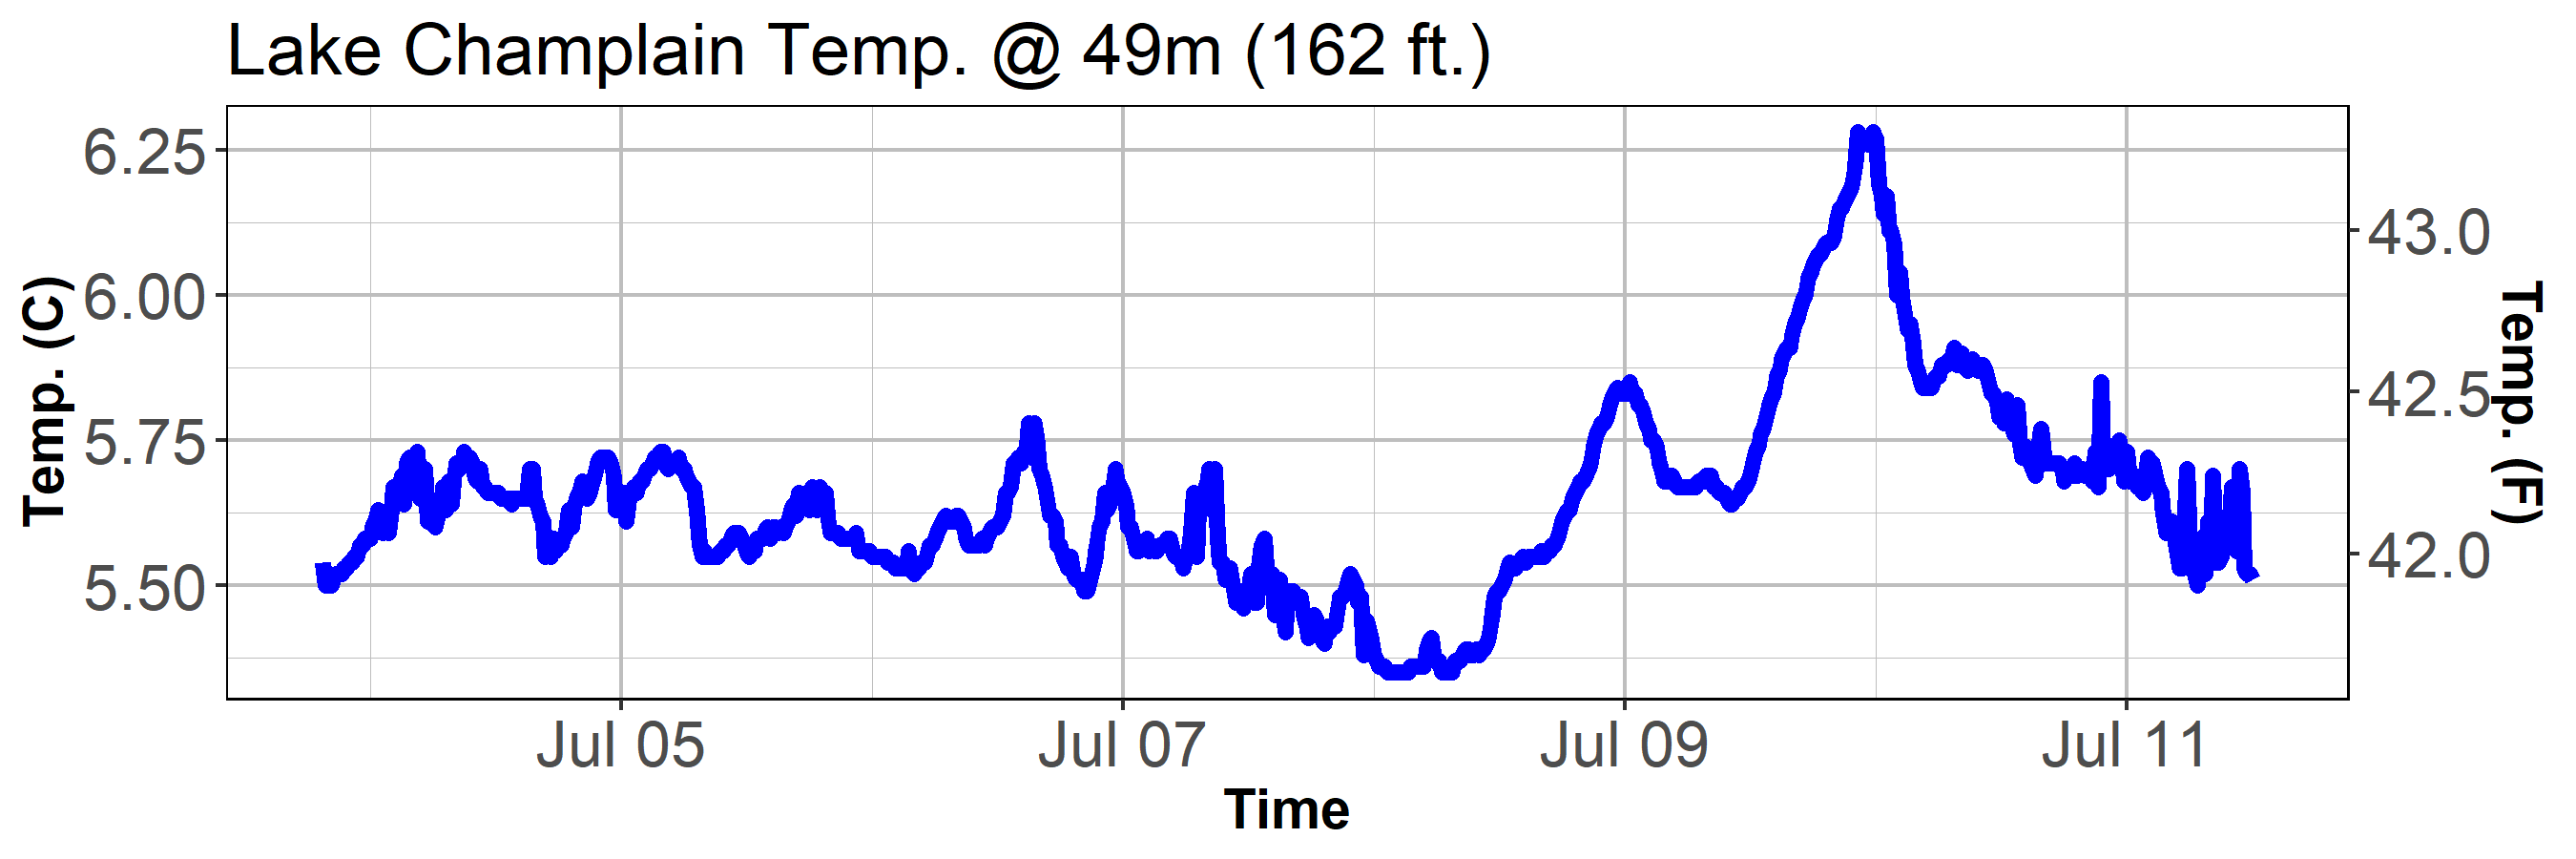 Lake Champlain Temp. @ 49m (162 ft.)
6.25
6.00
5.75
5.50
Temp. (C)
43.0
42.5
42.0
Temp. (F)
Jul 05 Jul 07 Jul 09 Jul 11
Time